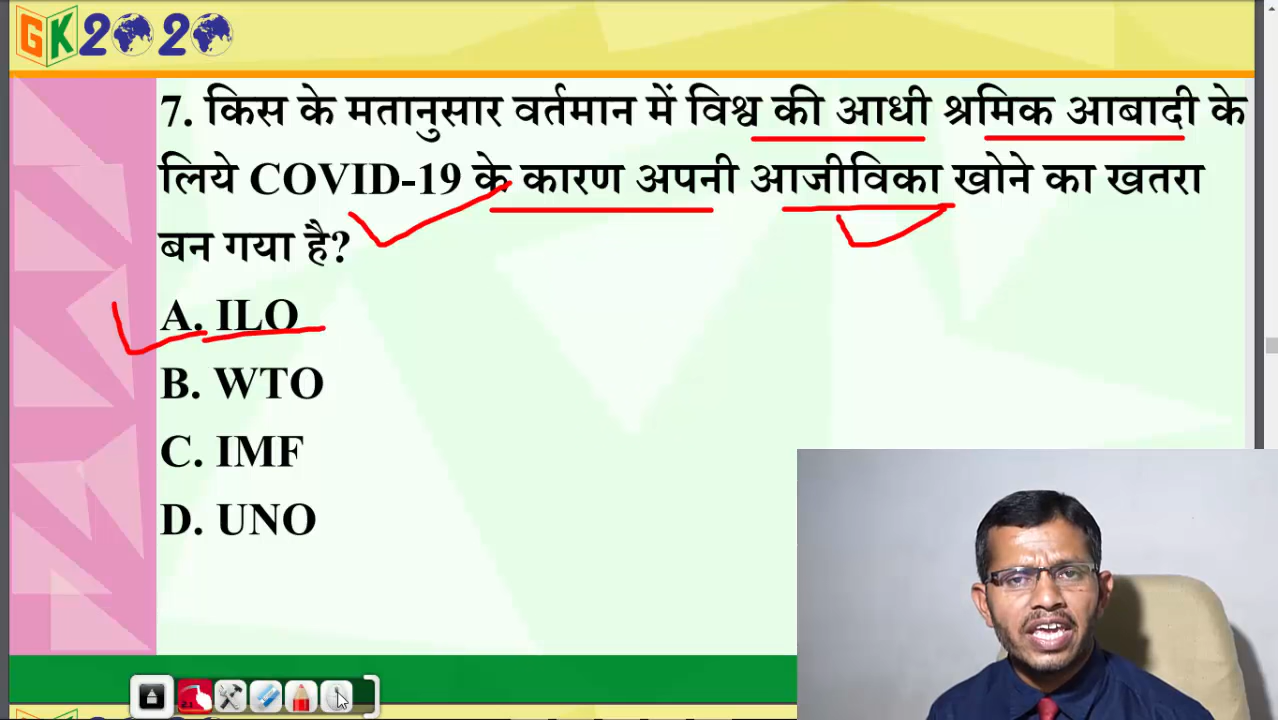 GK2020
7. किस के मतानुसार वर्तमान में विश्व की आधी श्रमिक आबादी के
लिये COVID-19 के कारण अपनी आजीविका खोने का खतरा
बन गया है?
A. ILO
B. WTO
C. IMF
D. UNO